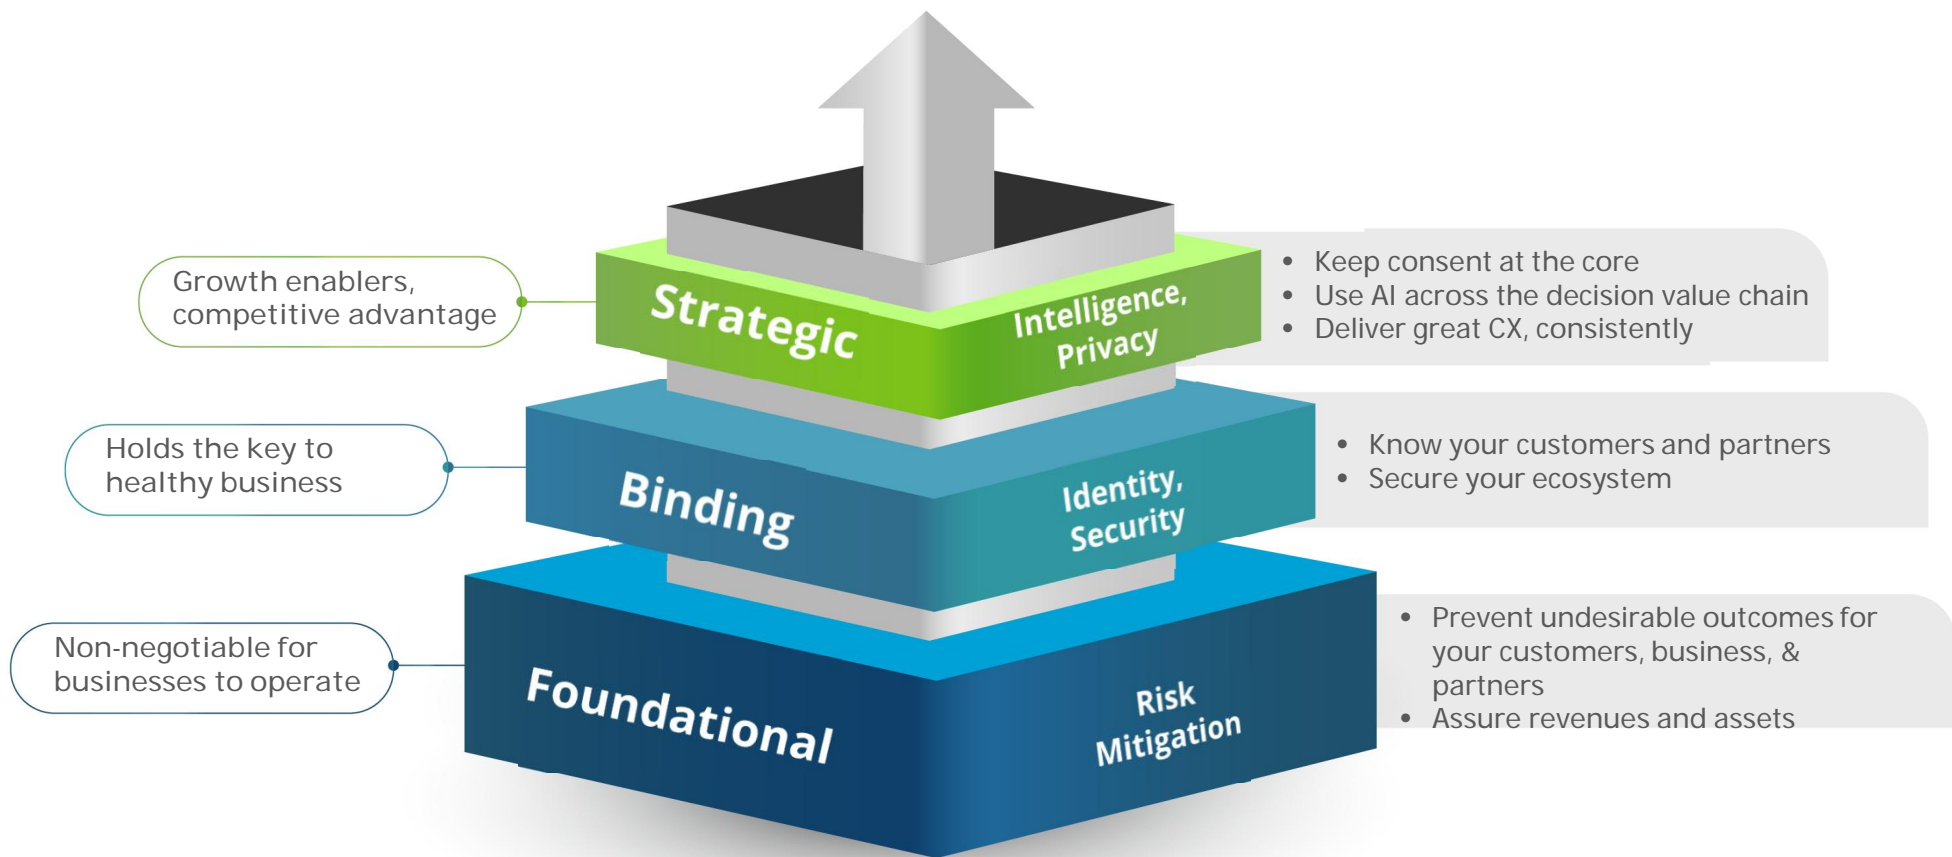 Growth enablers,
competitive advantage
Strategic
Intelligence,
Privacy
• Keep consent at the core
• Use AI across the decision value chain
• Deliver great CX, consistently
Holds the key to
healthy business
Binding
Identity,
Security
• Know your customers and partners
• Secure your ecosystem
Non-negotiable for
businesses to operate
Foundational
Risk
Mitigation
• Prevent undesirable outcomes for
your customers, business, &
partners
• Assure revenues and assets